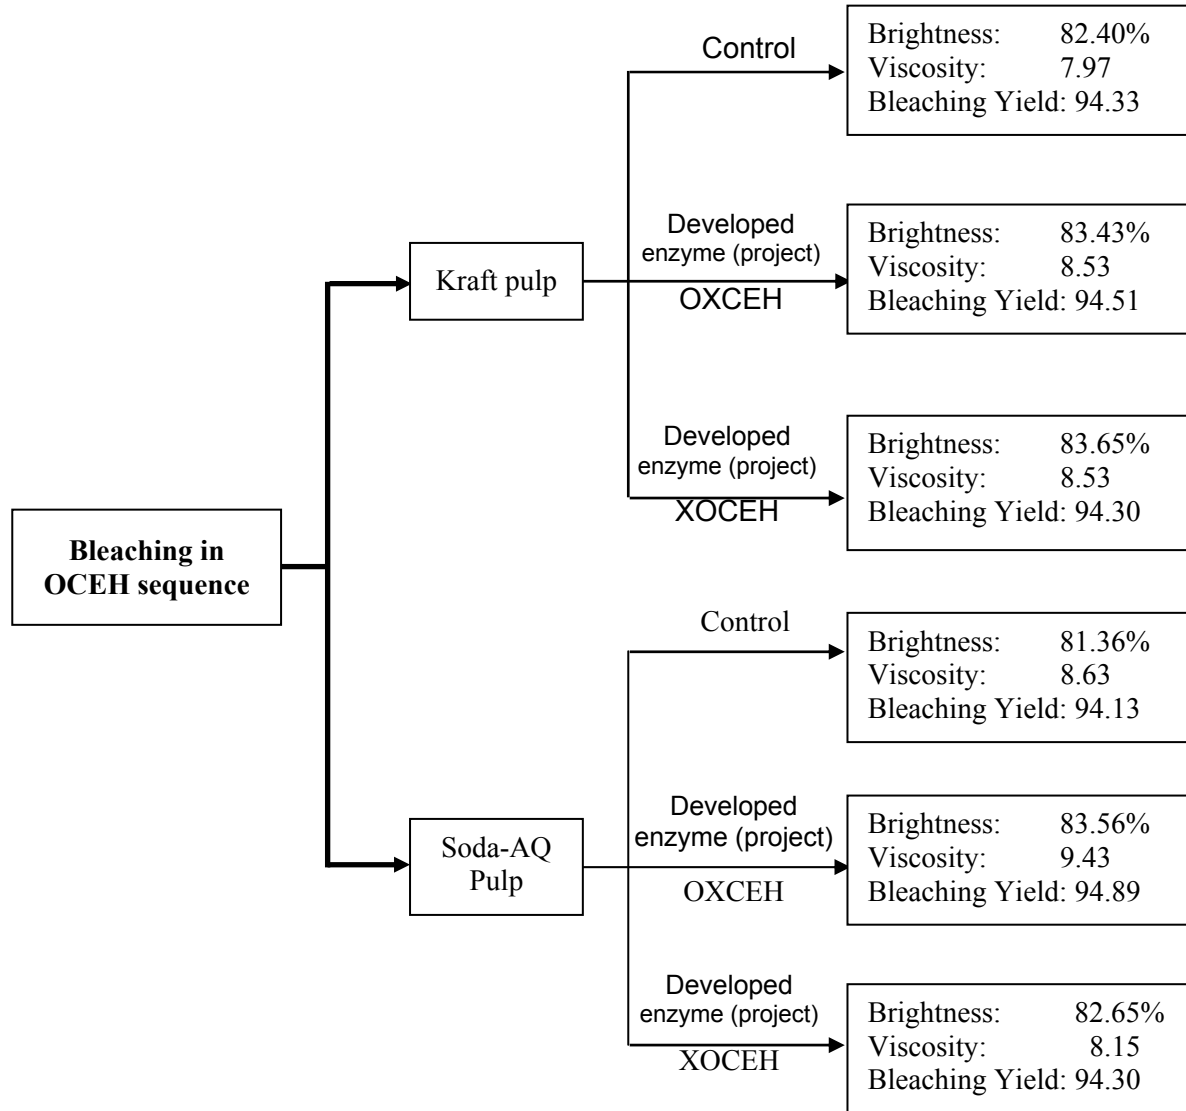 Control
Brightness: 82.40%
Viscosity: 7.97
Bleaching Yield: 94.33
Developed
enzyme (project)
OXCEH
Brightness: 83.43%
Viscosity: 8.53
Bleaching Yield: 94.51
Kraft pulp
Developed
enzyme (project)
XOCEH
Brightness: 83.65%
Viscosity: 8.53
Bleaching Yield: 94.30
Bleaching in
OCEH sequence
Control
Brightness: 81.36%
Viscosity: 8.63
Bleaching Yield: 94.13
Soda-AQ
Pulp
Developed
enzyme (project)
OXCEH
Brightness: 83.56%
Viscosity: 9.43
Bleaching Yield: 94.89
Developed
enzyme (project)
XOCEH
Brightness: 82.65%
Viscosity: 8.15
Bleaching Yield: 94.30